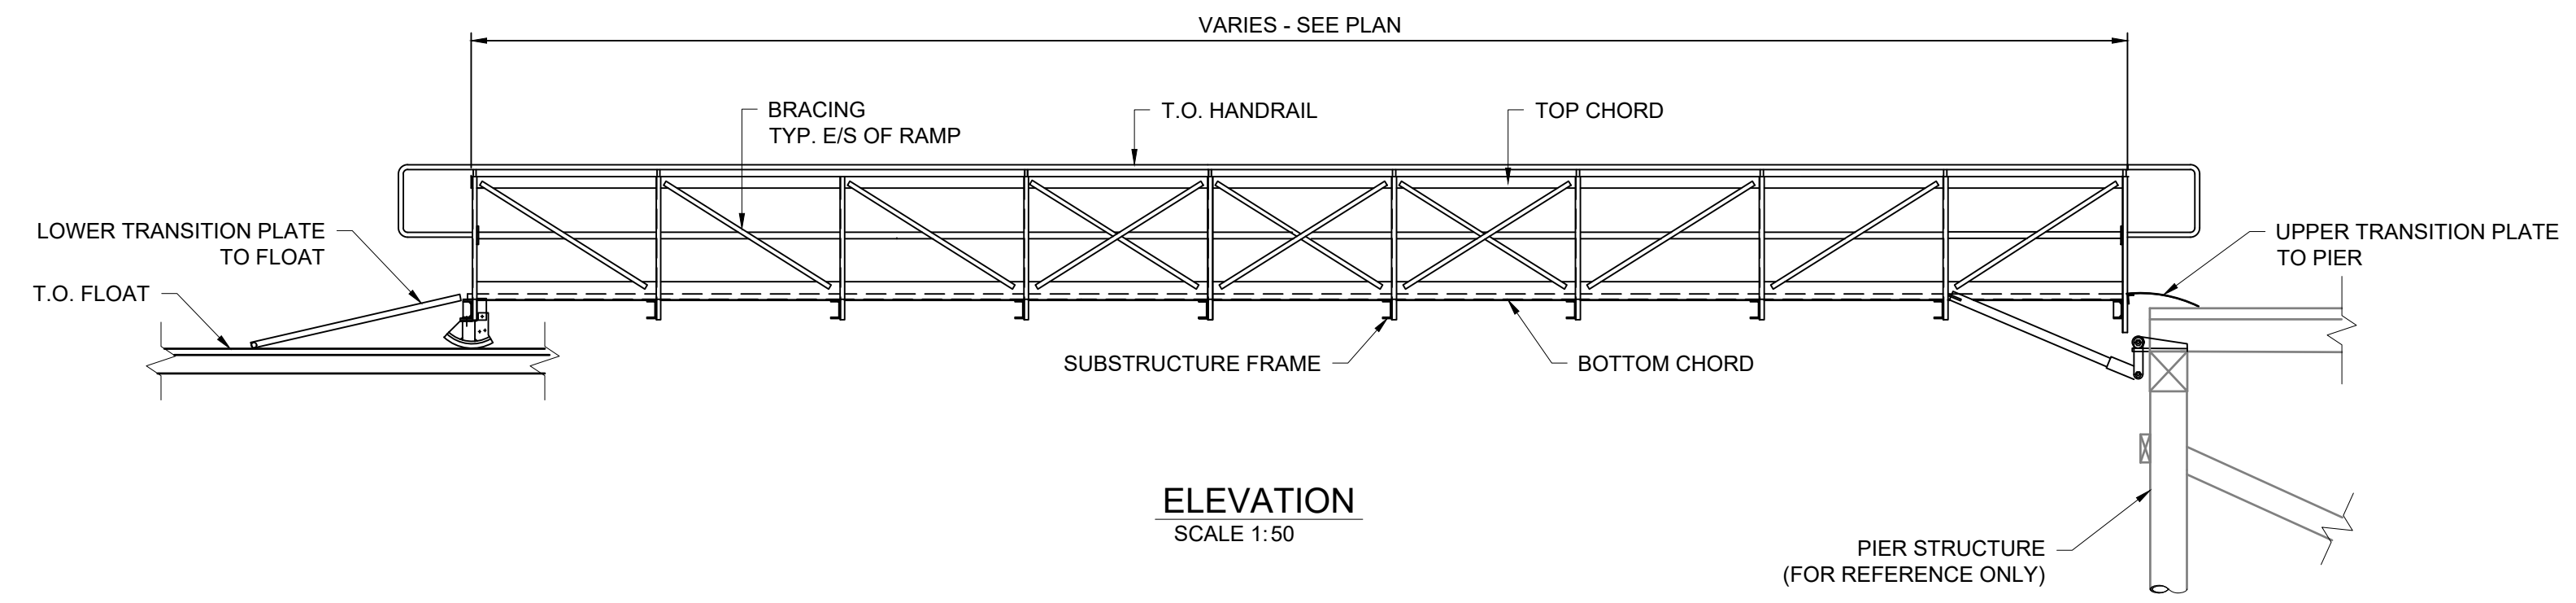 VARIES - SEE PLAN
BRACING
TYP. E/S OF RAMP
T.O. HANDRAIL
TOP CHORD
LOWER TRANSITION PLATE
TO FLOAT
UPPER TRANSITION PLATE
TO PIER
T.O. FLOAT
SUBSTRUCTURE FRAME
BOTTOM CHORD
ELEVATION
SCALE 1:50
PIER STRUCTURE
(FOR REFERENCE ONLY)